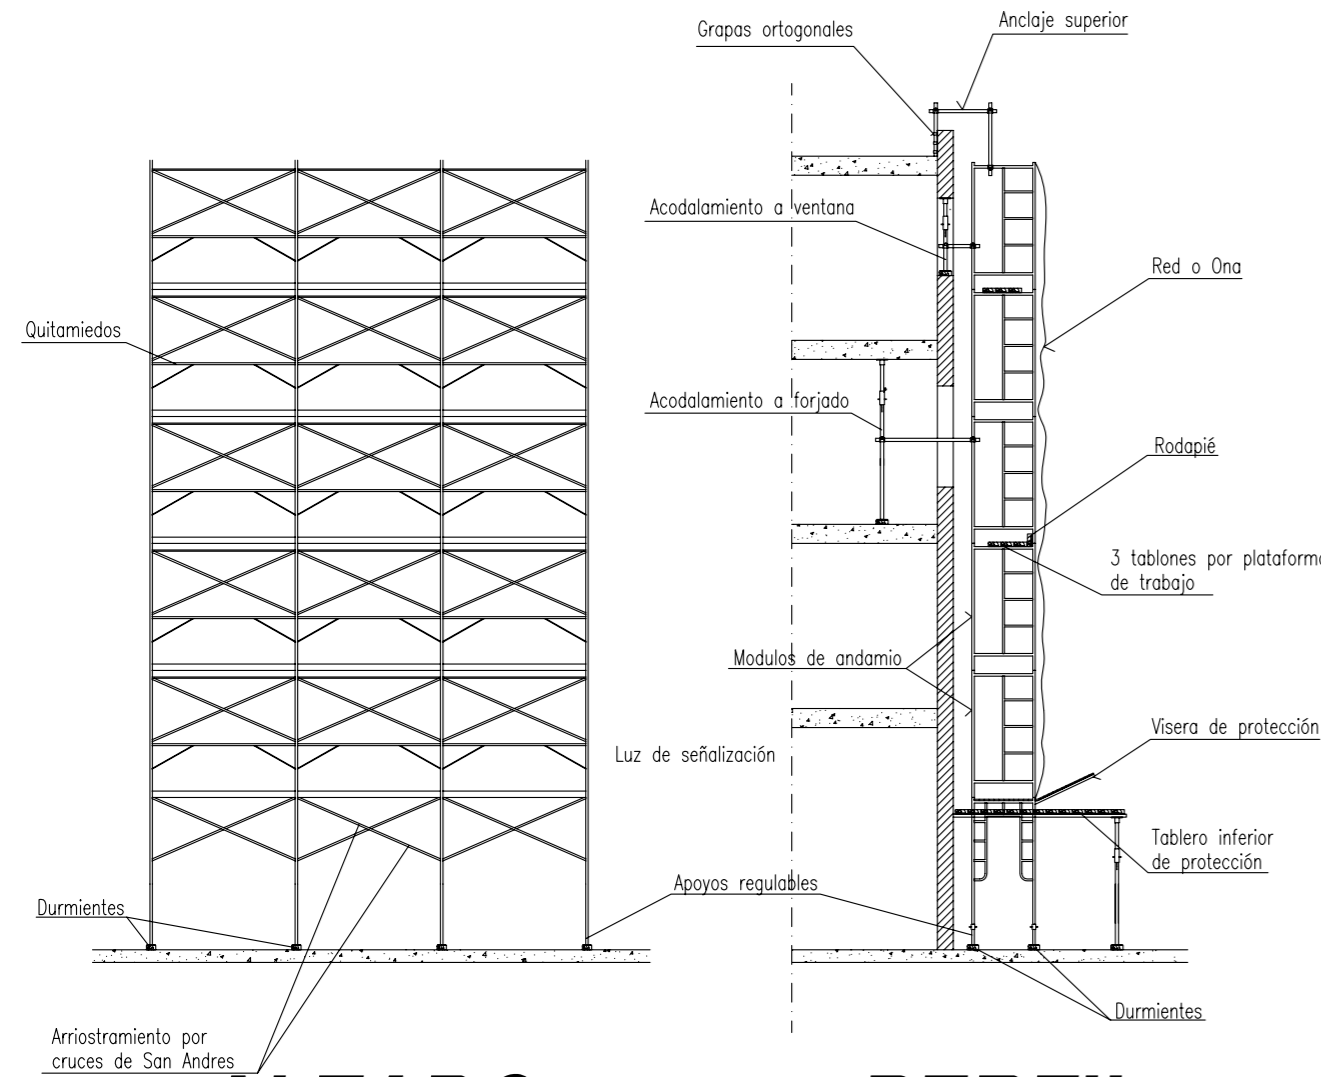 Grapas ortogonales
Anclaje superior
Acodalamiento a ventana
Red o Ona
Quitamiedos
Acodalamiento a forjado
Rodapié
3 tablones por plataforma
de trabajo
Modulos de andamio
Visera de protección
Luz de señalización
Tablero inferior
de protección
Apoyos regulables
Durmientes
Durmientes
Arriostramiento por
cruces de San Andres